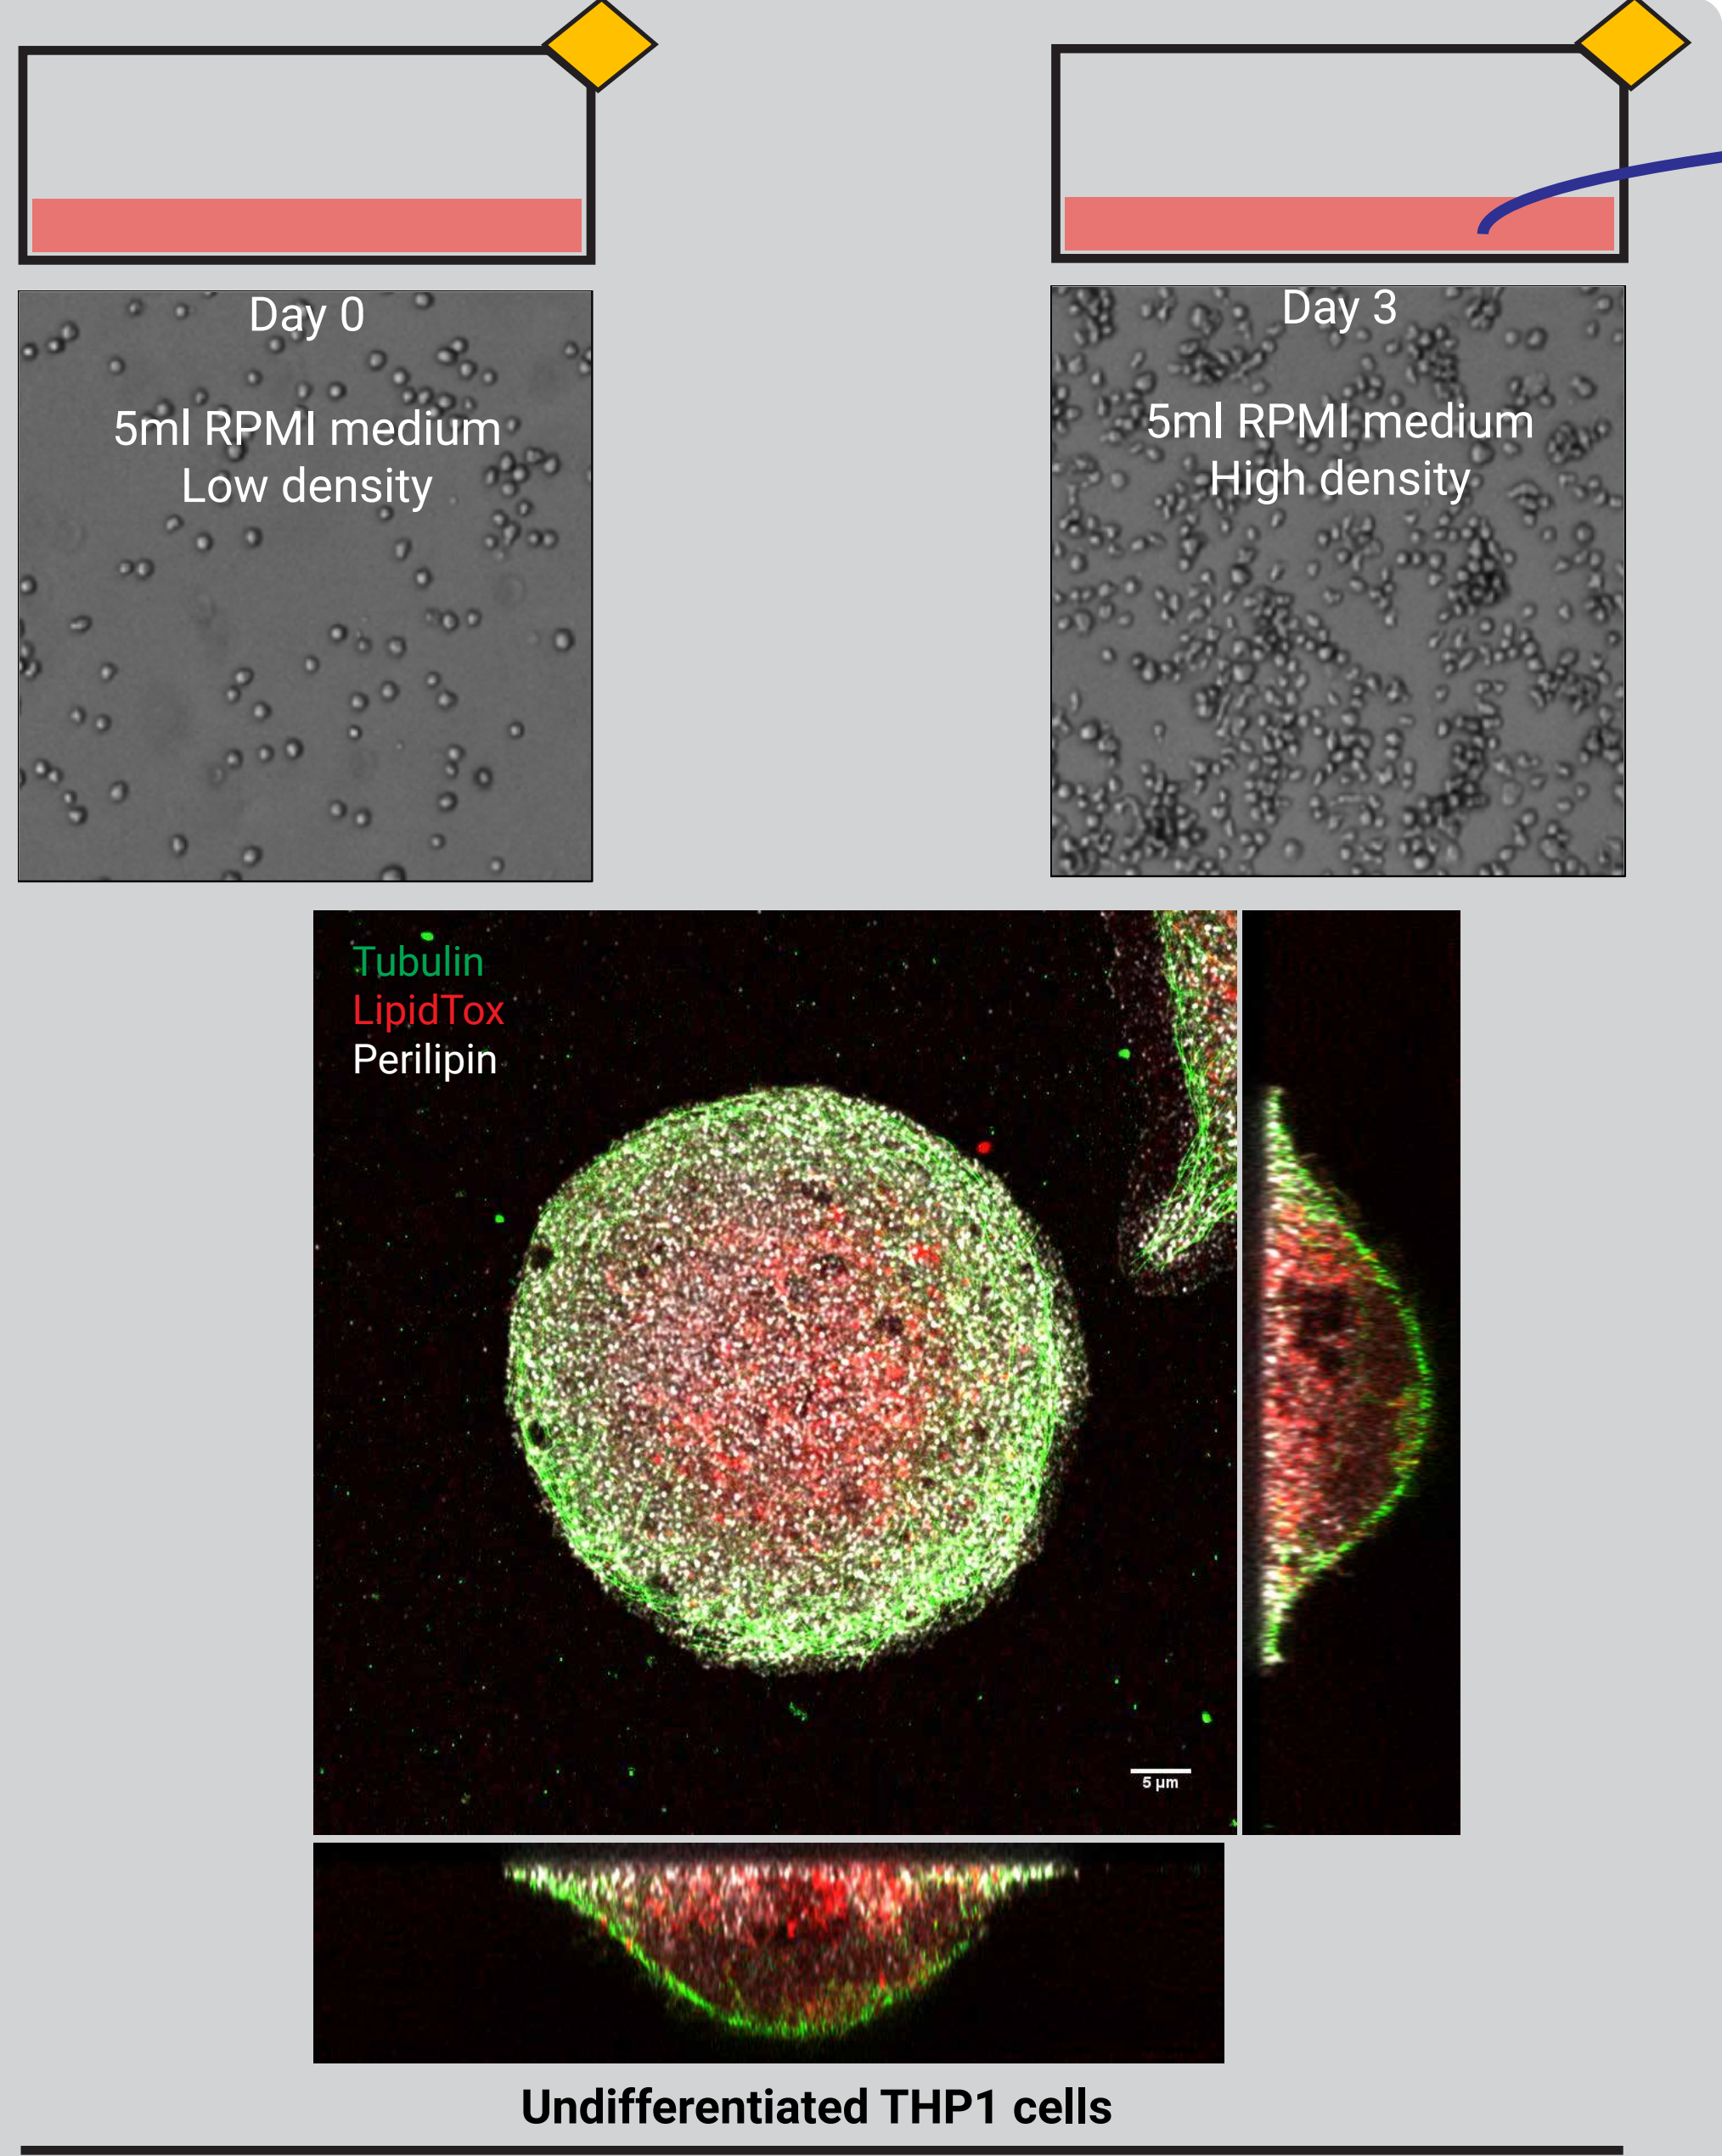 Day 0
5ml RPMI medium
Low density
Day 3
5ml RPMI medium
High density
Tubulin
LipidTox
Perilipin
5 µm
Undifferentiated THP1 cells